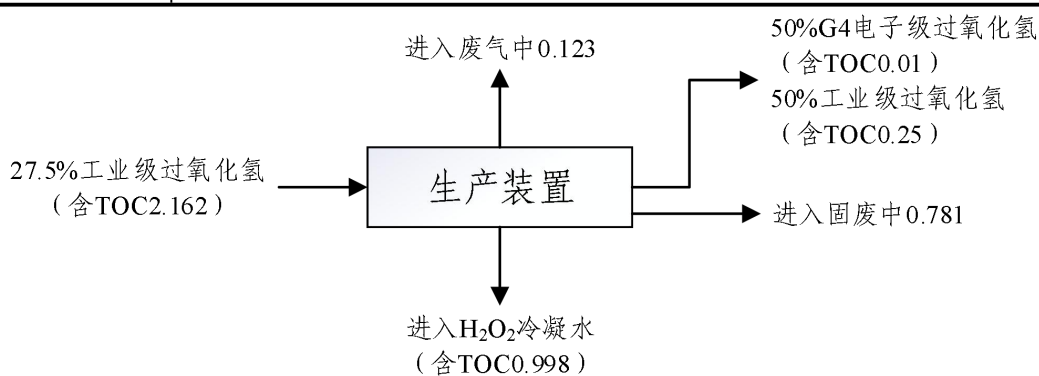 进入废气中0.123
50%G4电子级过氧化氢
（含TOC0.01）
50%工业级过氧化氢
（含TOC0.25）
27.5%工业级过氧化氢
（含TOC2.162）
生产装置
进入固废中0.781
进入H₂O₂冷凝水
（含TOC0.998）